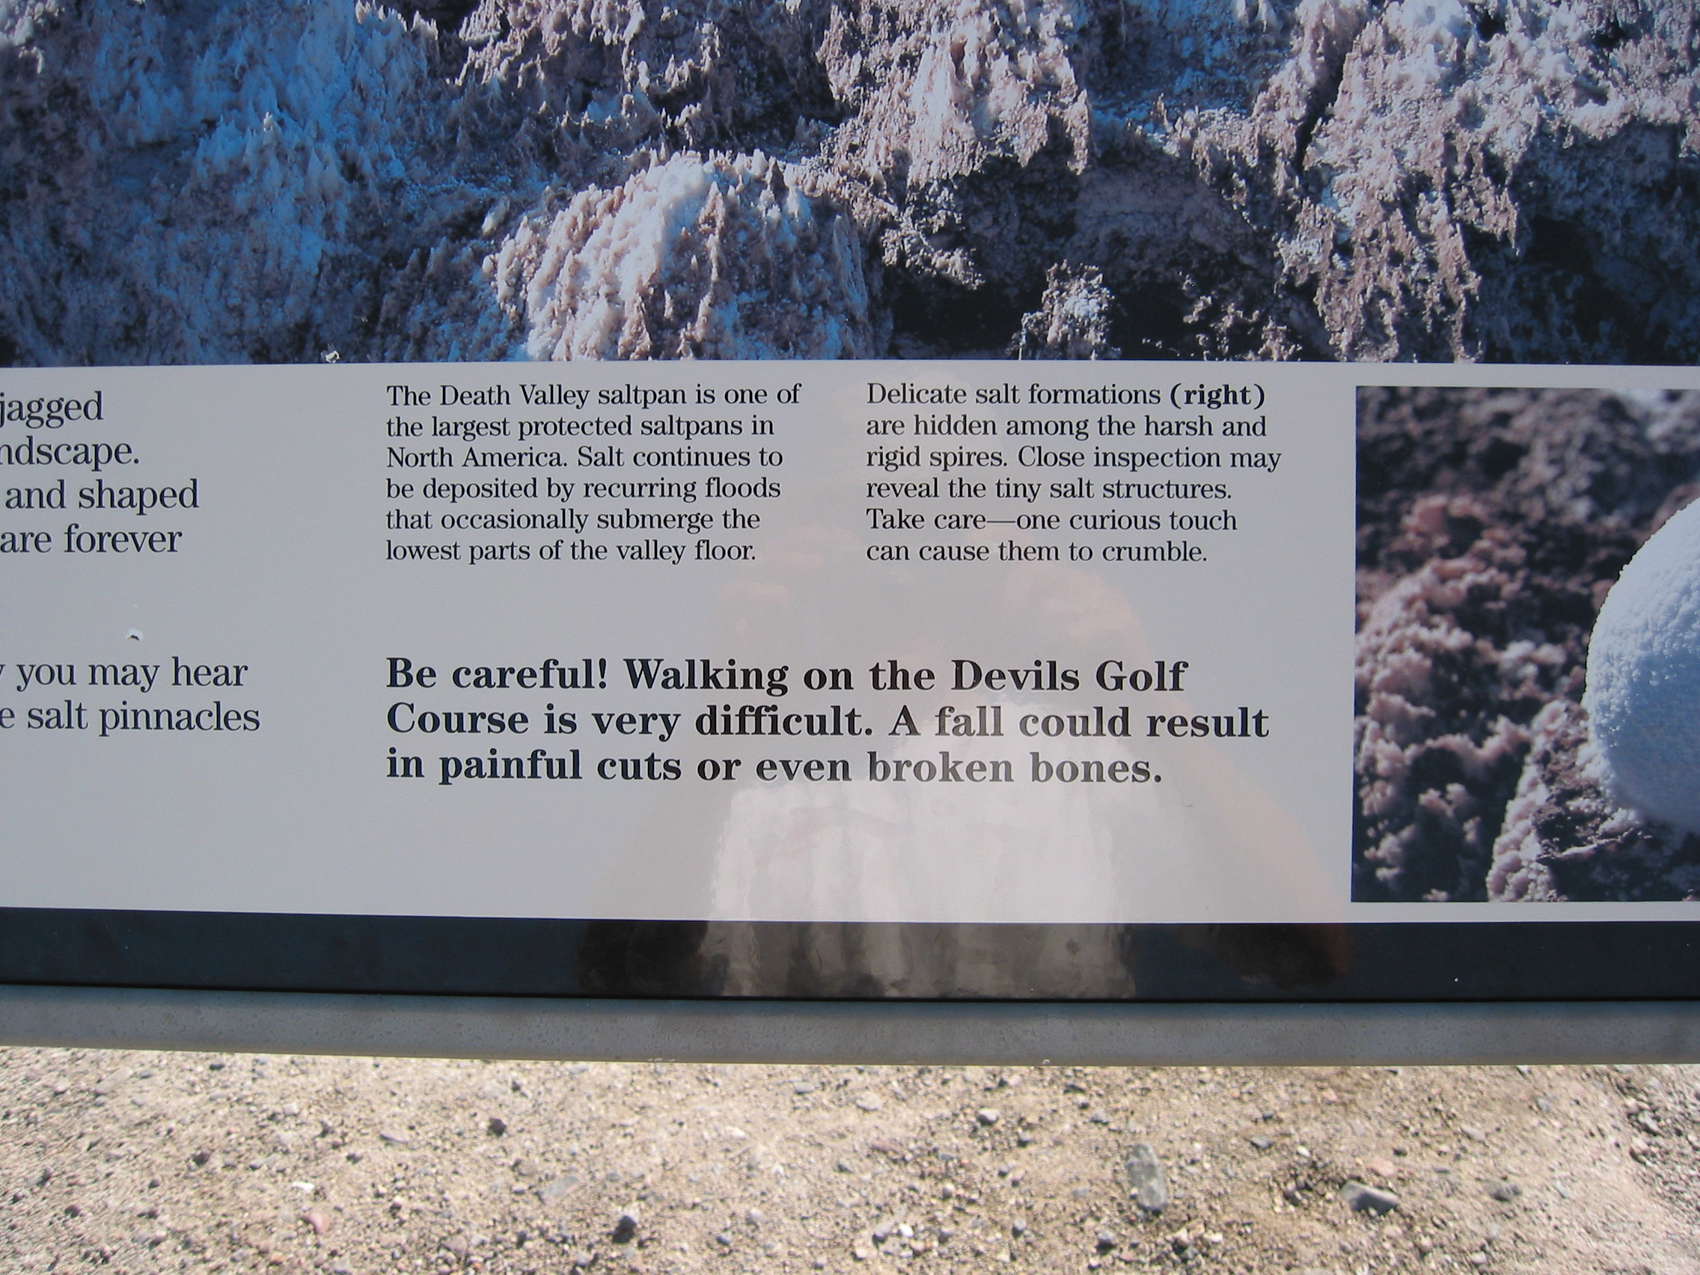 jagged
and shaped
are forever
you may hear
salt pinnacles
The Death Valley saltpan is one of
the largest protected saltpans in
North America. Salt continues to
be deposited by recurring floods
that occasionally submerge the
lowest parts of the valley floor.
Delicate salt formations (right)
are hidden among the harsh and
rigid spires. Close inspection may
reveal the tiny salt structures.
Take care—one curious touch
can cause them to crumble.
Be careful! Walking on the Devils Golf
Course is very difficult. A fall could result
in painful cuts or even broken bones.